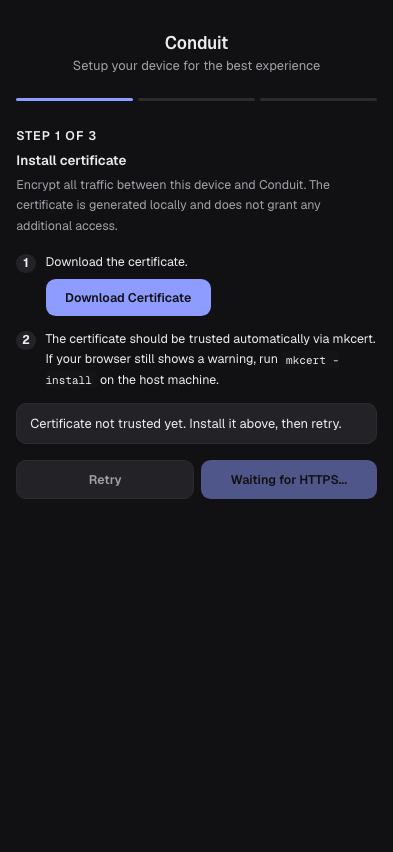 Conduit
Setup your device for the best experience
STEP 1 OF 3
Install certificate
Encrypt all traffic between this device and Conduit. The
certificate is generated locally and does not grant any
additional access.
1 Download the certificate.
Download Certificate
2 The certificate should be trusted automatically via mkcert.
If your browser still shows a warning, run mkcert -
install on the host machine.
Certificate not trusted yet. Install it above, then retry.
Retry
Waiting for HTTPS...